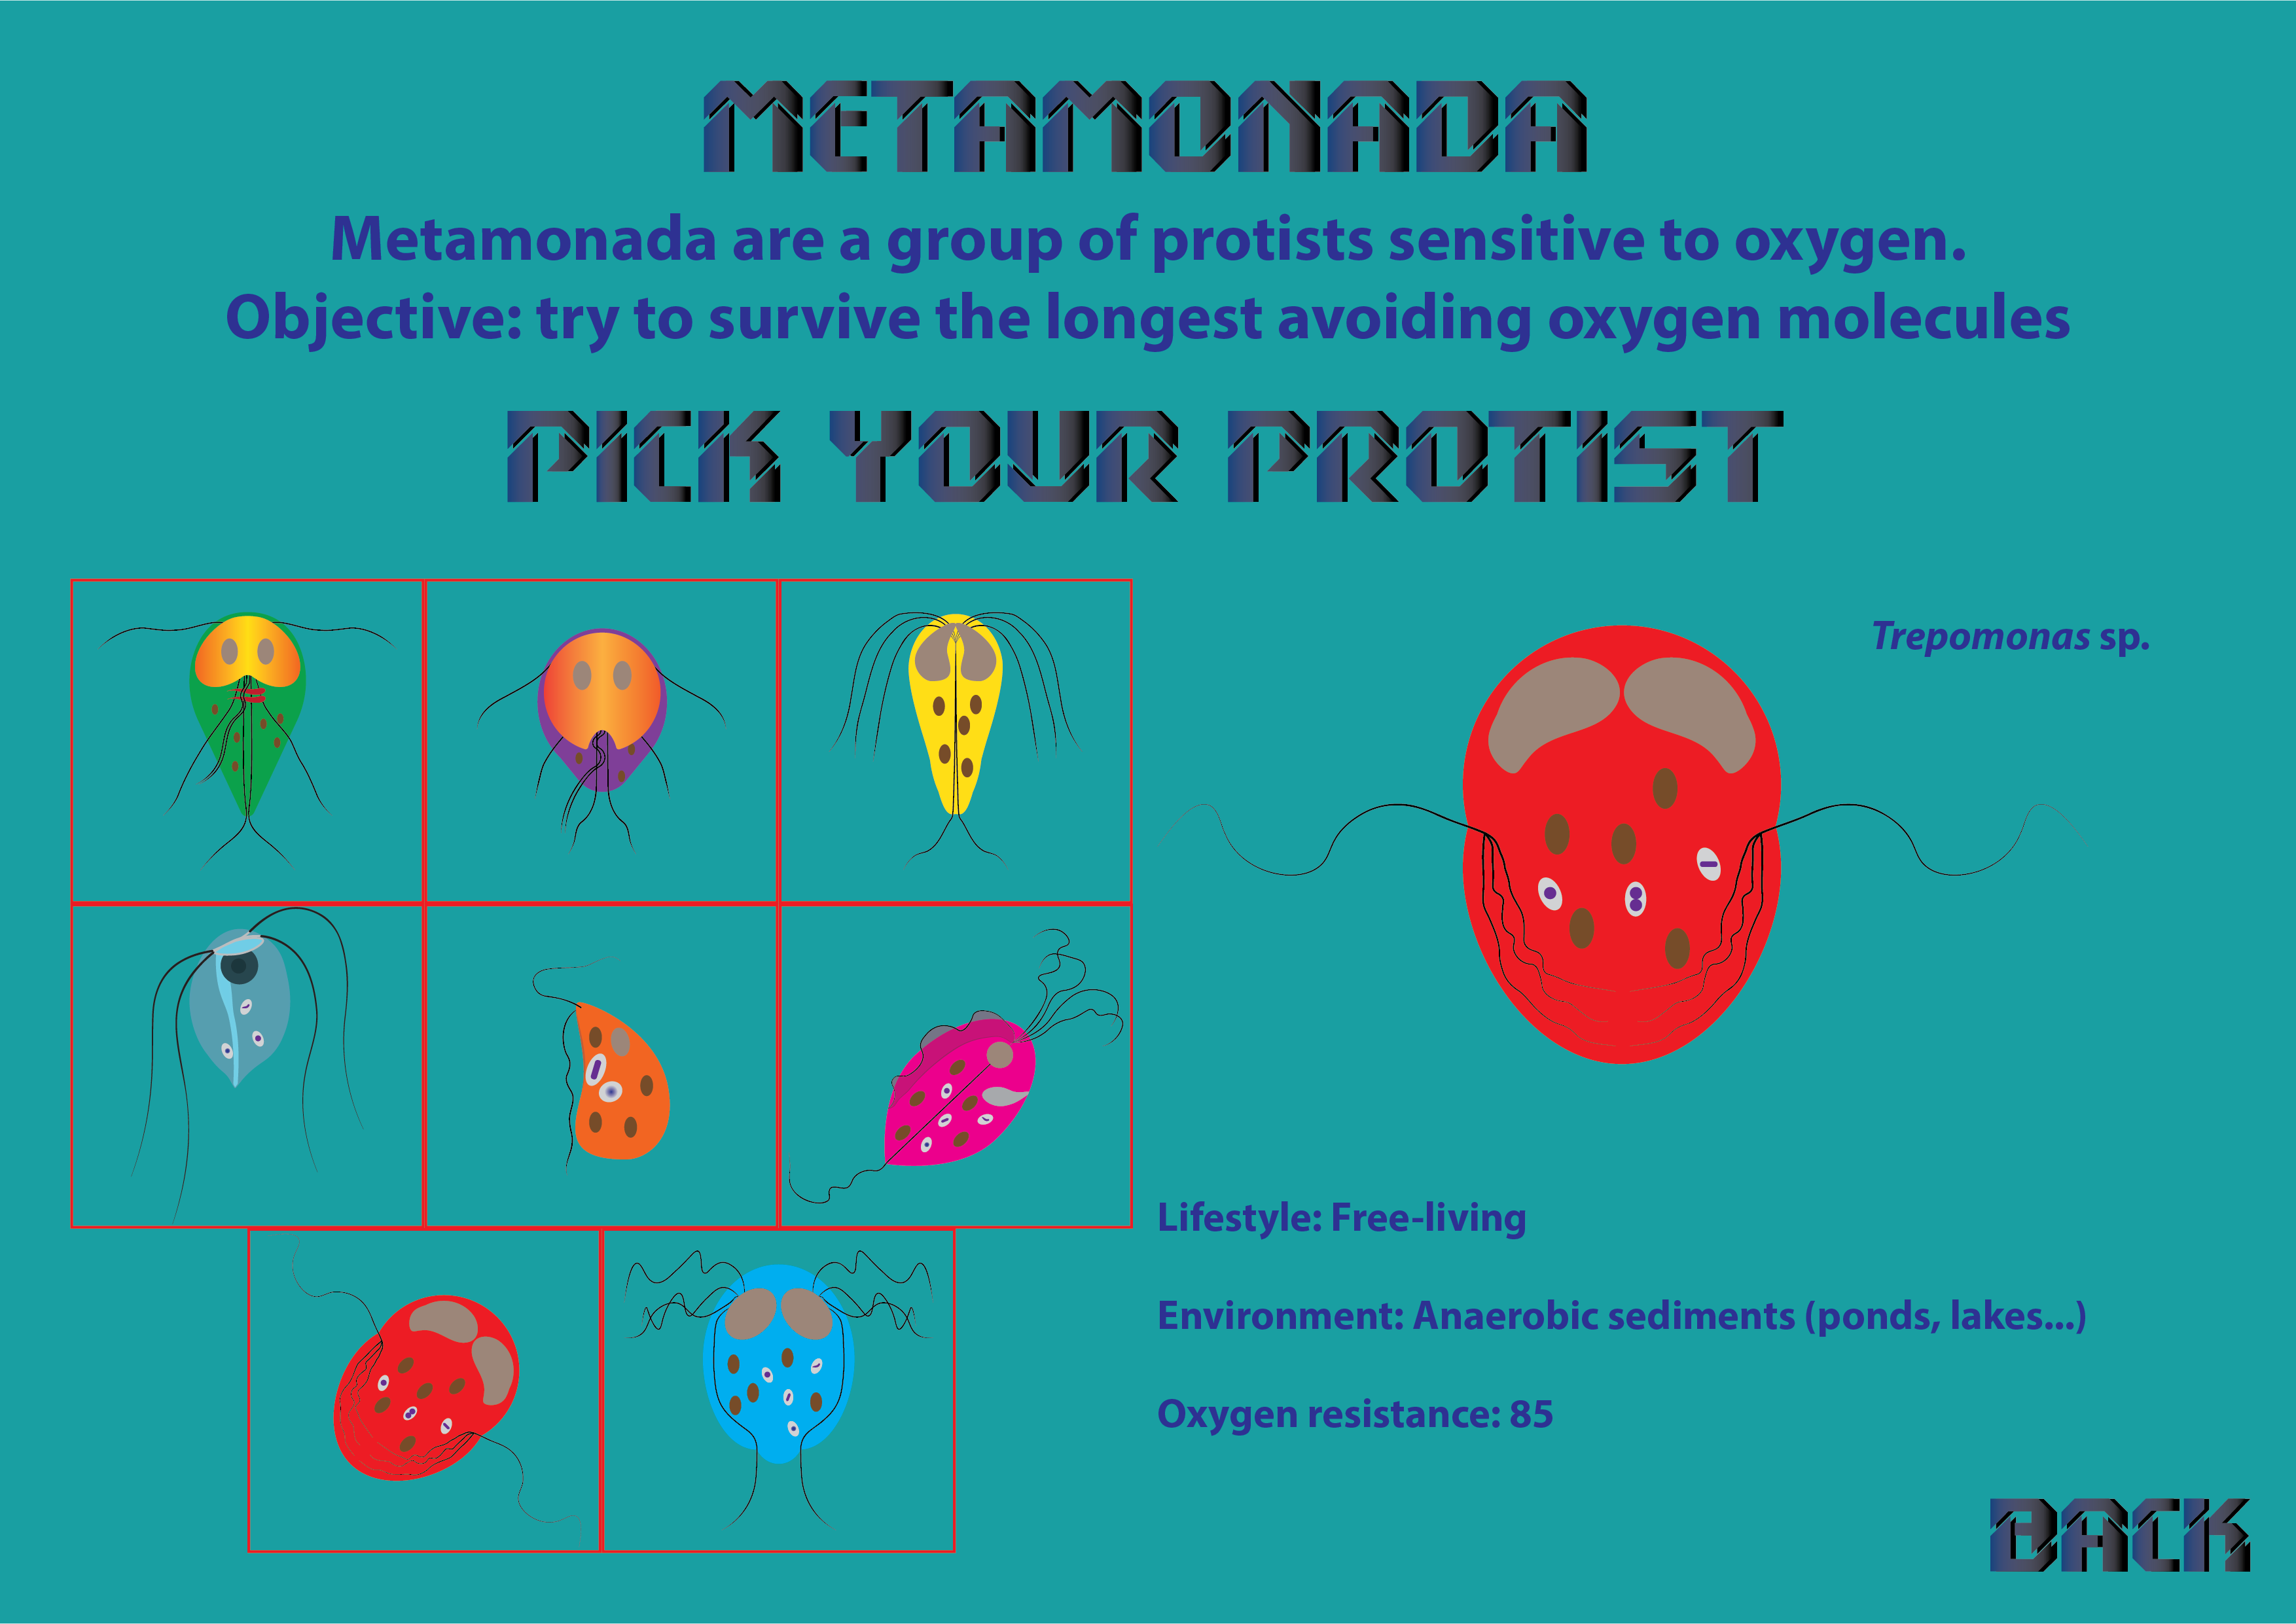 METAMONADA
Metamonada are a group of protists sensitive to oxygen.
Objective: try to survive the longest avoiding oxygen molecules
PICK YOUR PROTIST
Trepomonas sp.
Lifestyle: Free-living
Environment: Anaerobic sediments (ponds, lakes...)
Oxygen resistance: 85
BACK